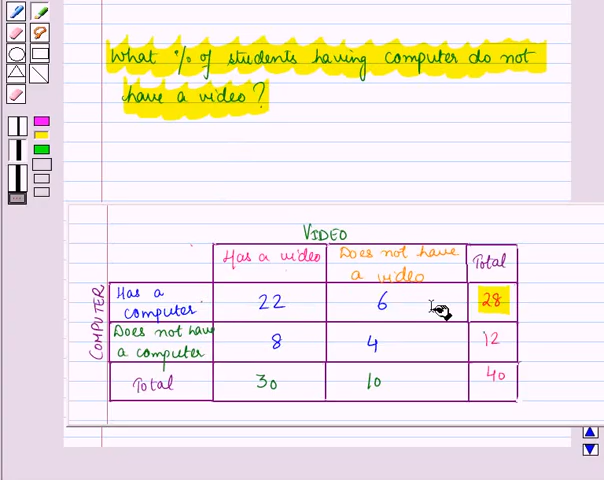 What % of students having computer do not
have a video?
VIDEO
Has a video
Does not have
a video
Total
COMPUTER
Has a
computer
22
6
28
Does not have
a computer
8
4
12
Total
30
10
40